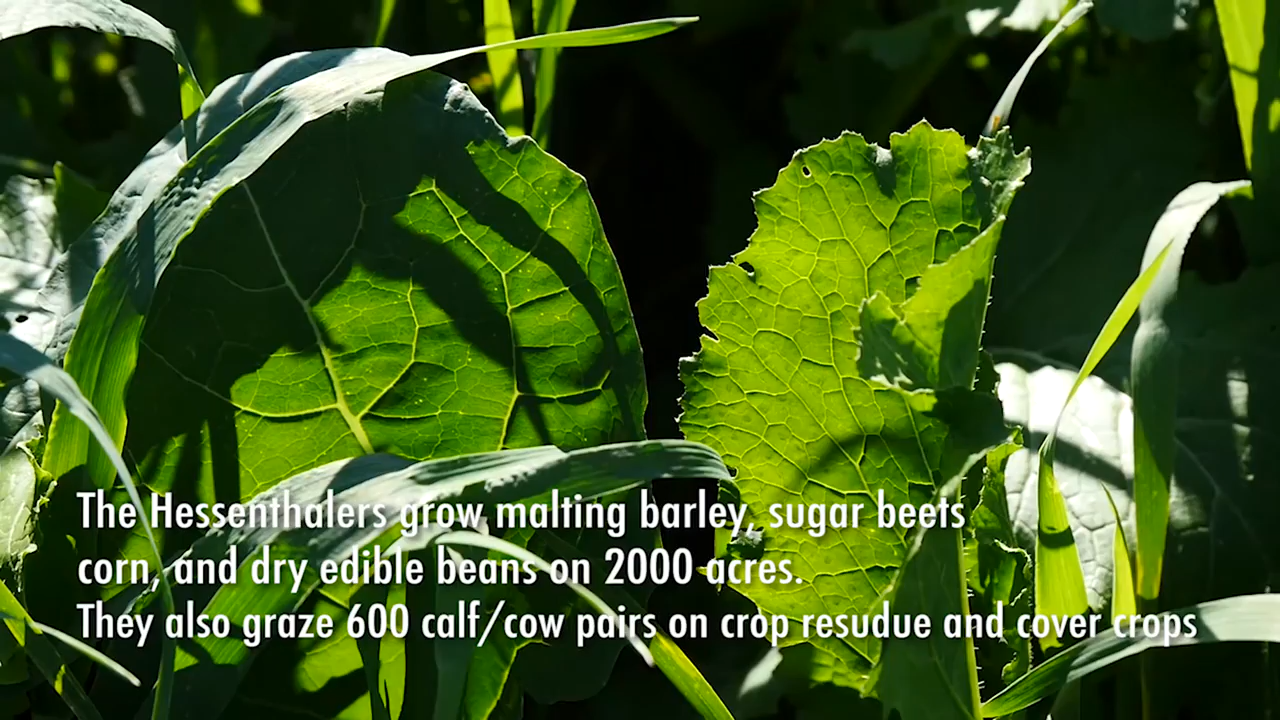 The Hessenthalers grow malting barley, sugar beets
corn, and dry edible beans on 2000 acres.
They also graze 600 calf/cow pairs on crop resudue and cover crops